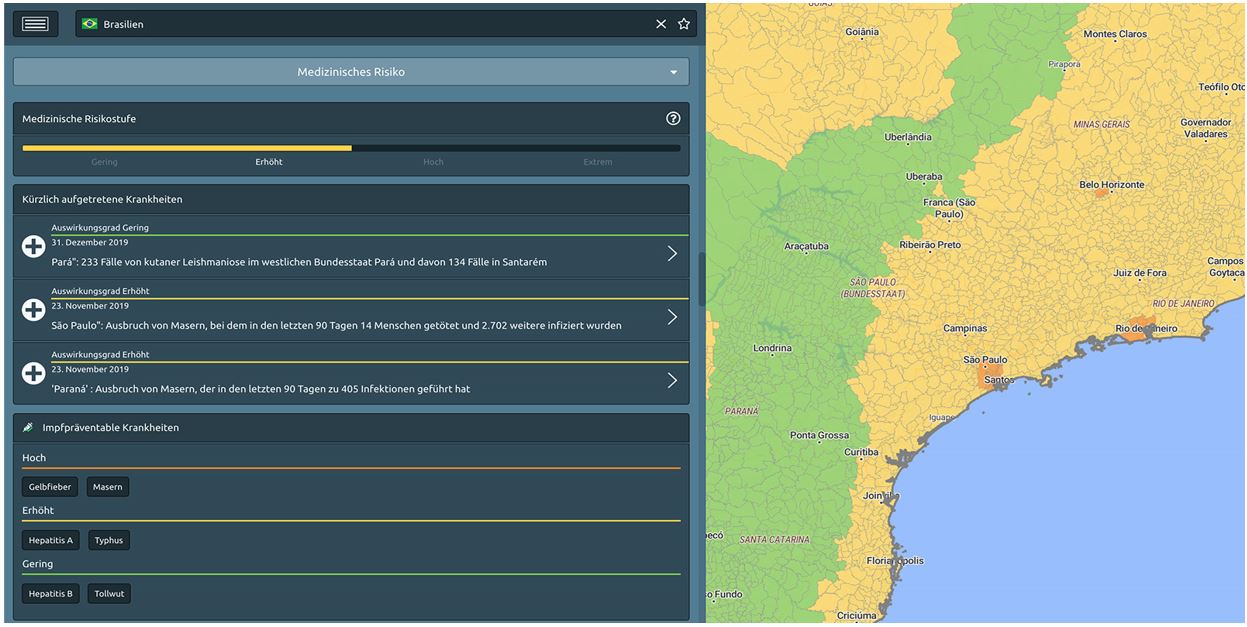 Brasilien
Medizinisches Risiko
Medizinische Risikostufe
Gering Erhöht Hoch Extrem
Kürzlich aufgetretene Krankheiten
Auswirkungsgrad Gering
31. Dezember 2019
Pará": 233 Fälle von kutaner Leishmaniose im westlichen Bundesstaat Pará und davon 134 Fälle in Santarém
Auswirkungsgrad Erhöht
23. November 2019
São Paulo": Ausbruch von Masern, bei dem in den letzten 90 Tagen 14 Menschen getötet und 2.702 weitere infiziert wurden
Auswirkungsgrad Erhöht
23. November 2019
'Paraná' : Ausbruch von Masern, der in den letzten 90 Tagen zu 405 Infektionen geführt hat
Impfpräventable Krankheiten
Hoch
Gelbfieber Masern
Erhöht
Hepatitis A Typhus
Gering
Hepatitis B Tollwut
GOIÁS
Goiânia
Montes Claros
Pirapora
Teófilo Oto
MINAS GERAIS
Governador
Valadares
Uberlândia
Uberaba
Belo Horizonte
Franca (São
Paulo)
Ribeirão Preto
Araçatuba
Campos
Goytaca
Juiz de Fora
SÃO PAULO
(BUNDESSTAAT)
RIO DE JANEIRO
Campinas
Rio de Janeiro
Londrina
São Paulo
Santos
PARANÁ
Iguape
Ponta Grossa
Curitiba
Joinville
pecó
SANTA CATARINA
Florianópolis
so Fundo
Criciúma